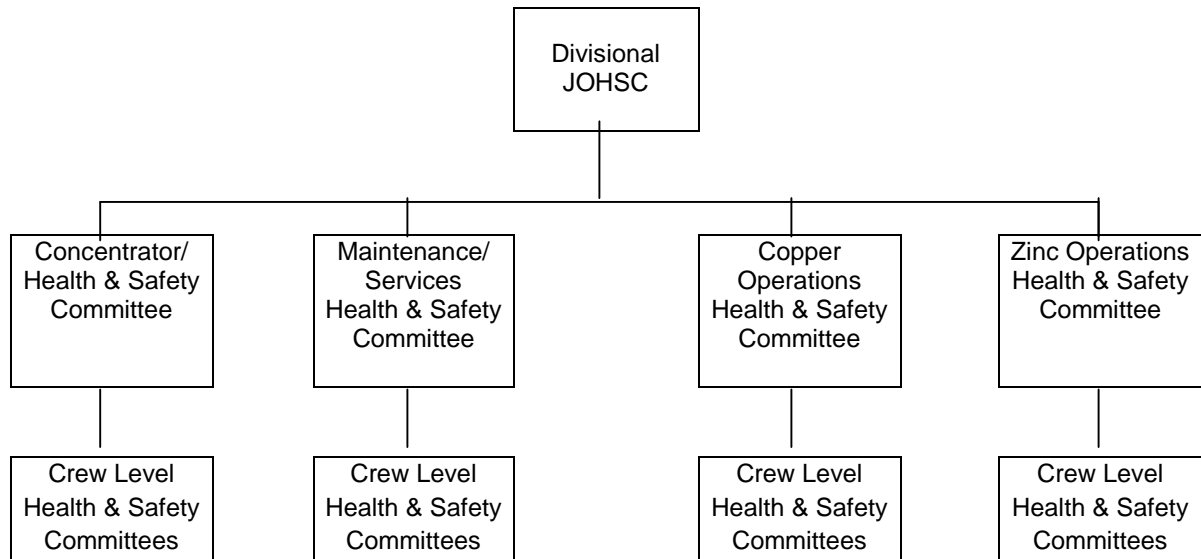 Divisional
JOHSC
Concentrator/
Health & Safety
Committee
Maintenance/
Services
Health & Safety
Committee
Copper
Operations
Health & Safety
Committee
Zinc Operations
Health & Safety
Committee
Crew Level
Health & Safety
Committees
Crew Level
Health & Safety
Committees
Crew Level
Health & Safety
Committees
Crew Level
Health & Safety
Committees